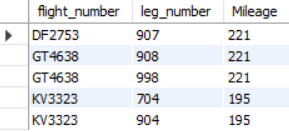 flight_number leg_number Mileage
DF2753 907 221
GT4638 908 221
GT4638 998 221
KV3323 704 195
KV3323 904 195